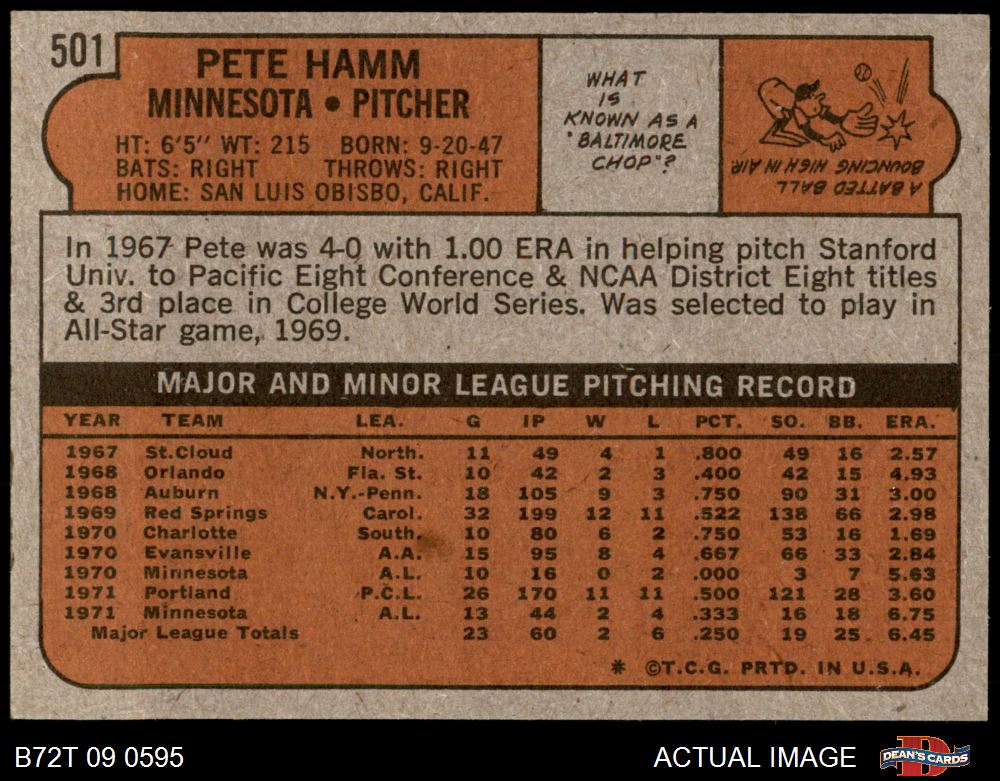 501
PETE HAMM
MINNESOTA • PITCHER
HT: 6'5" WT: 215 BORN: 9-20-47
BATS: RIGHT THROWS: RIGHT
HOME: SAN LUIS OBISBO, CALIF.
WHAT
IS
KNOWN AS A
"BALTIMORE
CHOP"?
A BATTED BALL
BOUNCING HIGH IN AIR
In 1967 Pete was 4-0 with 1.00 ERA in helping pitch Stanford
Univ. to Pacific Eight Conference & NCAA District Eight titles
& 3rd place in College World Series. Was selected to play in
All-Star game, 1969.
MAJOR AND MINOR LEAGUE PITCHING RECORD
YEAR TEAM LEA. G IP W L PCT. SO. BB. ERA.
1967 St.Cloud North. 11 49 4 1 .800 49 16 2.57
1968 Orlando Fla. St. 10 42 2 3 .400 42 15 4.93
1968 Auburn N.Y.-Penn. 18 105 9 3 .750 90 31 3.00
1969 Red Springs Carol. 32 199 12 11 .522 138 66 2.98
1970 Charlotte South. 10 80 6 2 .750 53 16 1.69
1970 Evansville A.A. 15 95 8 4 .667 66 33 2.84
1970 Minnesota A.L. 10 16 0 2 .000 3 7 5.63
1971 Portland P.C.L. 26 170 11 11 .500 121 28 3.60
1971 Minnesota A.L. 13 44 2 4 .333 16 18 6.75
Major League Totals 23 60 2 6 .250 19 25 6.45
* ©T.C.G. PRTD. IN U.S.A.
B72T 09 0595
ACTUAL IMAGE
D
DEAN'S CARDS